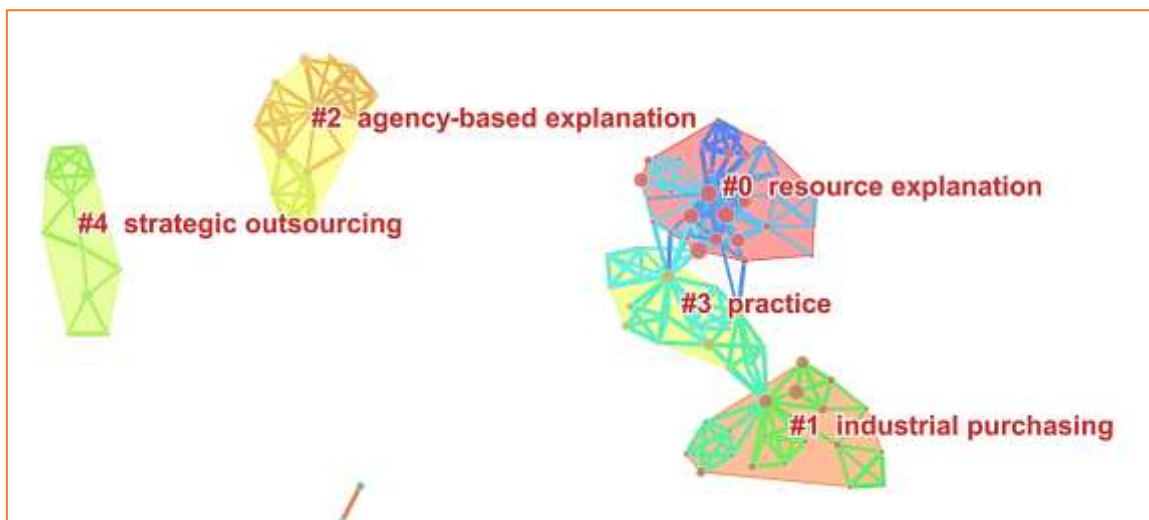 #2 agency-based explanation
#0 resource explanation
#4 strategic outsourcing
#3 practice
#1 industrial purchasing